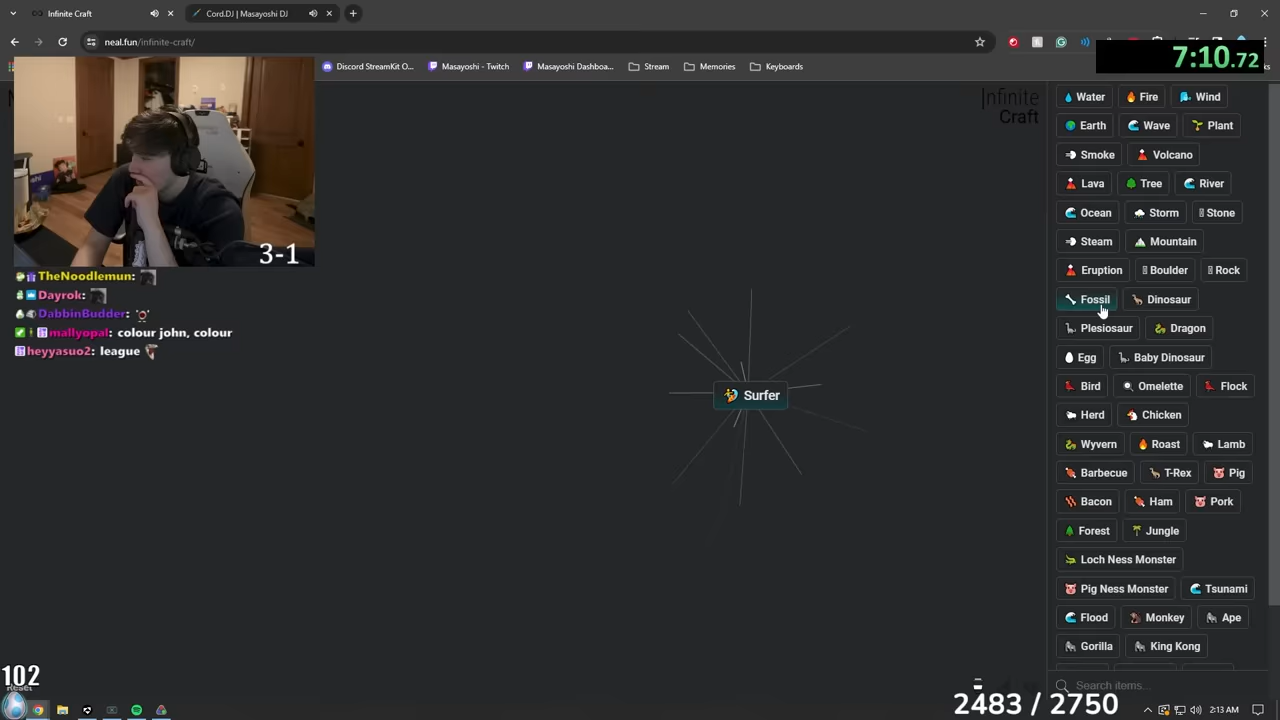 Infinite Craft
Cord.DJ | Masayoshi DJ
neal.fun/infinite-craft/
7:10.72
Discord StreamKit O...
Masayoshi - Twitch
Masayoshi Dashboa...
Stream
Memories
Keyboards
Infinite
Craft
Water
Fire
Wind
Earth
Wave
Plant
Smoke
Volcano
Lava
Tree
River
Ocean
Storm
Stone
Steam
Mountain
Eruption
Boulder
Rock
Fossil
Dinosaur
Plesiosaur
Dragon
Egg
Baby Dinosaur
Bird
Omelette
Flock
Herd
Chicken
Wyvern
Roast
Lamb
Barbecue
T-Rex
Pig
Bacon
Ham
Pork
Forest
Jungle
Loch Ness Monster
Pig Ness Monster
Tsunami
Flood
Monkey
Ape
Gorilla
King Kong
Search items...
3-1
TheNoodlemun:
Dayrok:
DabbinBudder:
mallyopal: colour john, colour
heyyasuo2: league
Surfer
102
Reset
2483 / 2750
2:13 AM